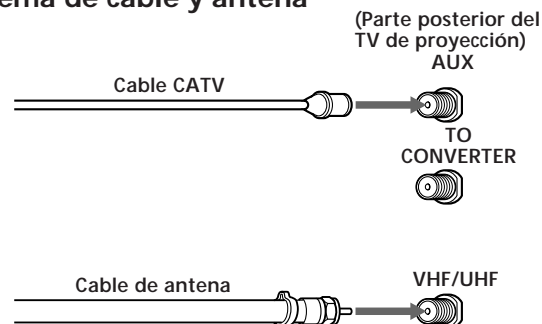 ema de cable y antena
(Parte posterior del
TV de proyección)
AUX
Cable CATV
TO
CONVERTER
Cable de antena
VHF/UHF